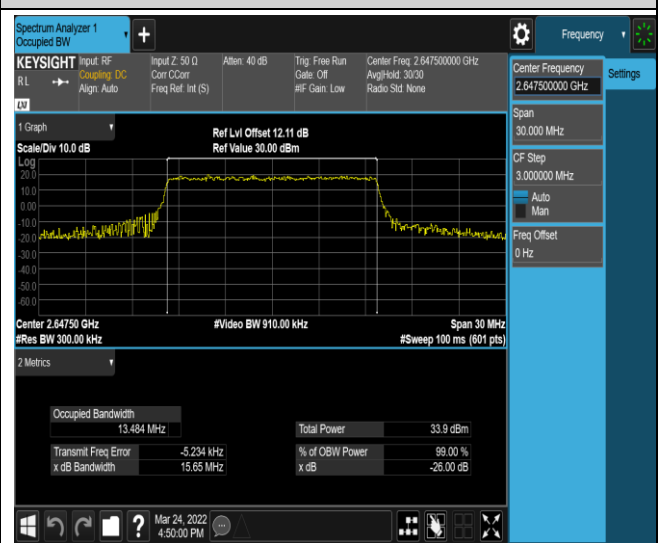 Spectrum Analyzer 1
Occupied BW
Frequency
KEYSIGHT
RL
Input: RF
Coupling: DC
Align: Auto
Input Z: 50 Ω
Corr CCorr
Freq Ref: Int (S)
Atten: 40 dB
Trig: Free Run
Gate: Off
#IF Gain: Low
Center Freq: 2.647500000 GHz
Avg|Hold: 30/30
Radio Std: None
LXI
Center Frequency
2.647500000 GHz
Settings
Span
30.000 MHz
CF Step
3.000000 MHz
Auto
Man
Freq Offset
0 Hz
1 Graph
Scale/Div 10.0 dB
Ref Lvl Offset 12.11 dB
Ref Value 30.00 dBm
Log
20.0
10.0
0.00
-10.0
-20.0
-30.0
-40.0
-50.0
-60.0
Center 2.64750 GHz
#Video BW 910.00 kHz
Span 30 MHz
#Res BW 300.00 kHz
#Sweep 100 ms (601 pts)
2 Metrics
Occupied Bandwidth
13.484 MHz
Total Power 33.9 dBm
Transmit Freq Error -5.234 kHz
% of OBW Power 99.00 %
x dB Bandwidth 15.65 MHz
x dB -26.00 dB
?
Mar 24, 2022
4:50:00 PM